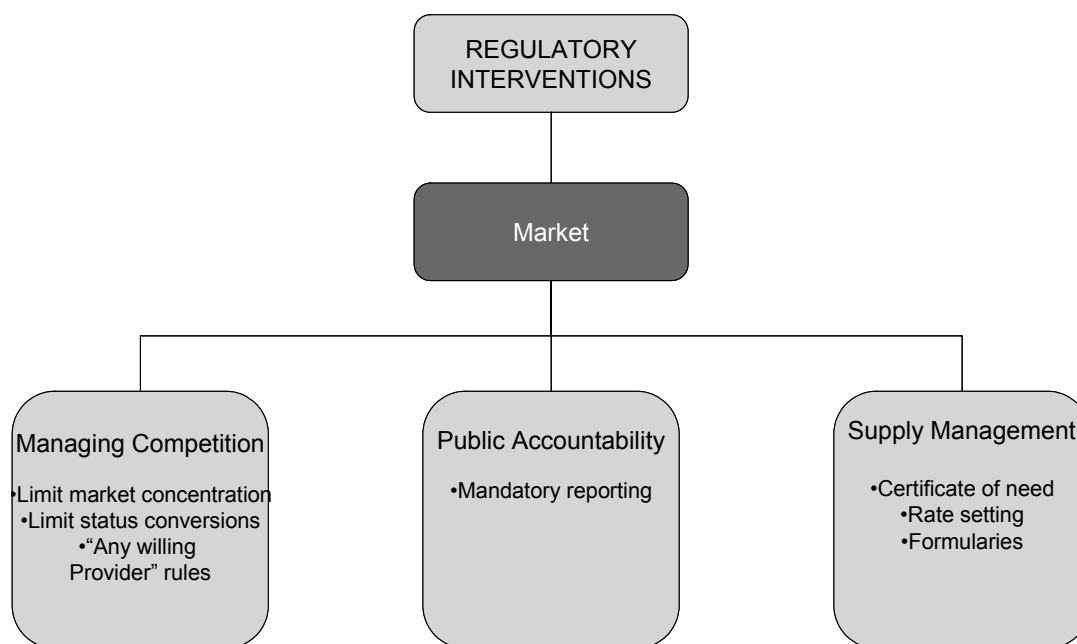 REGULATORY
INTERVENTIONS
Market
Managing Competition
•Limit market concentration
•Limit status conversions
•“Any willing
Provider” rules
Public Accountability
•Mandatory reporting
Supply Management
•Certificate of need
•Rate setting
•Formularies